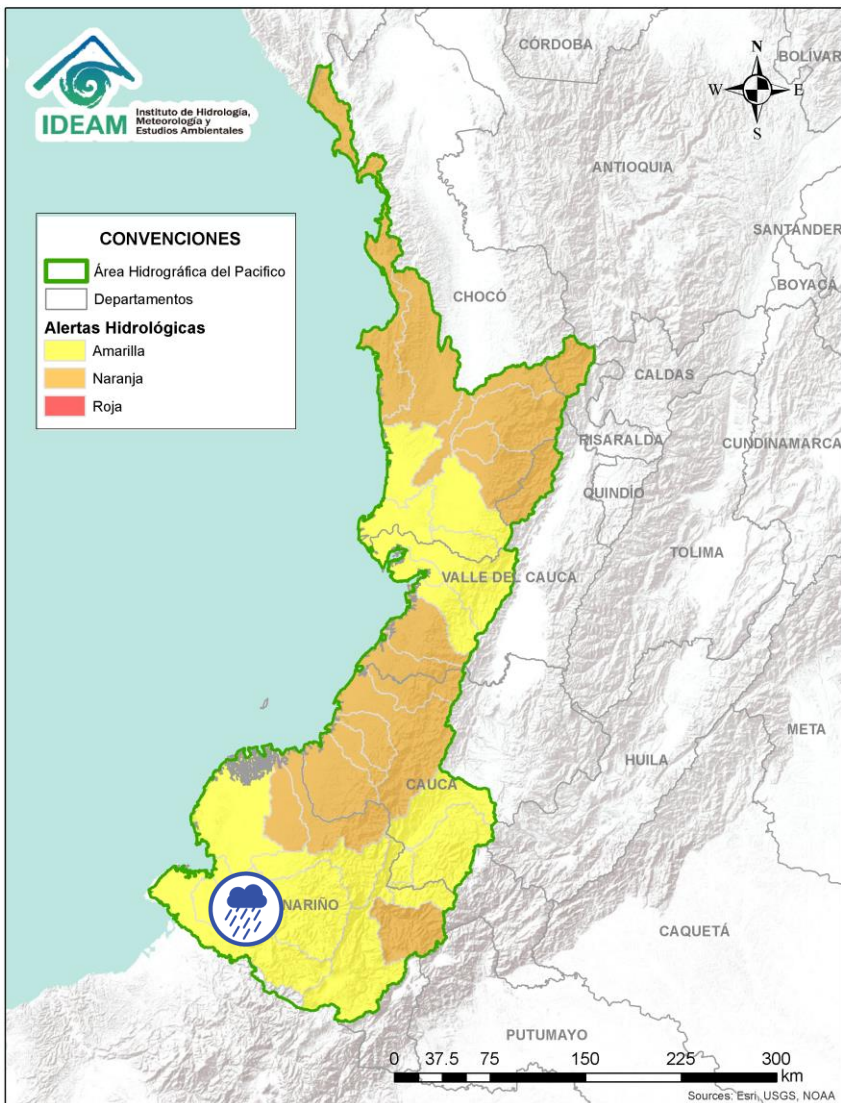 IDEAM
Instituto de Hidrología,
Meteorología y
Estudios Ambientales
N
W
E
S
CÓRDOBA
BOLÍVAR
ANTIOQUIA
SANTANDER
BOYACÁ
CHOCÓ
CALDAS
RISARALDA
CUNDINAMARCA
QUINDÍO
TOLIMA
VALLE DEL CAUCA
META
HUILA
CAUCA
NARIÑO
CAQUETÁ
PUTUMAYO
CONVENCIONES
Área Hidrográfica del Pacifico
Departamentos
Alertas Hidrológicas
Amarilla
Naranja
Roja
0 37.5 75 150 225 300
km
Sources: Esri, USGS, NOAA